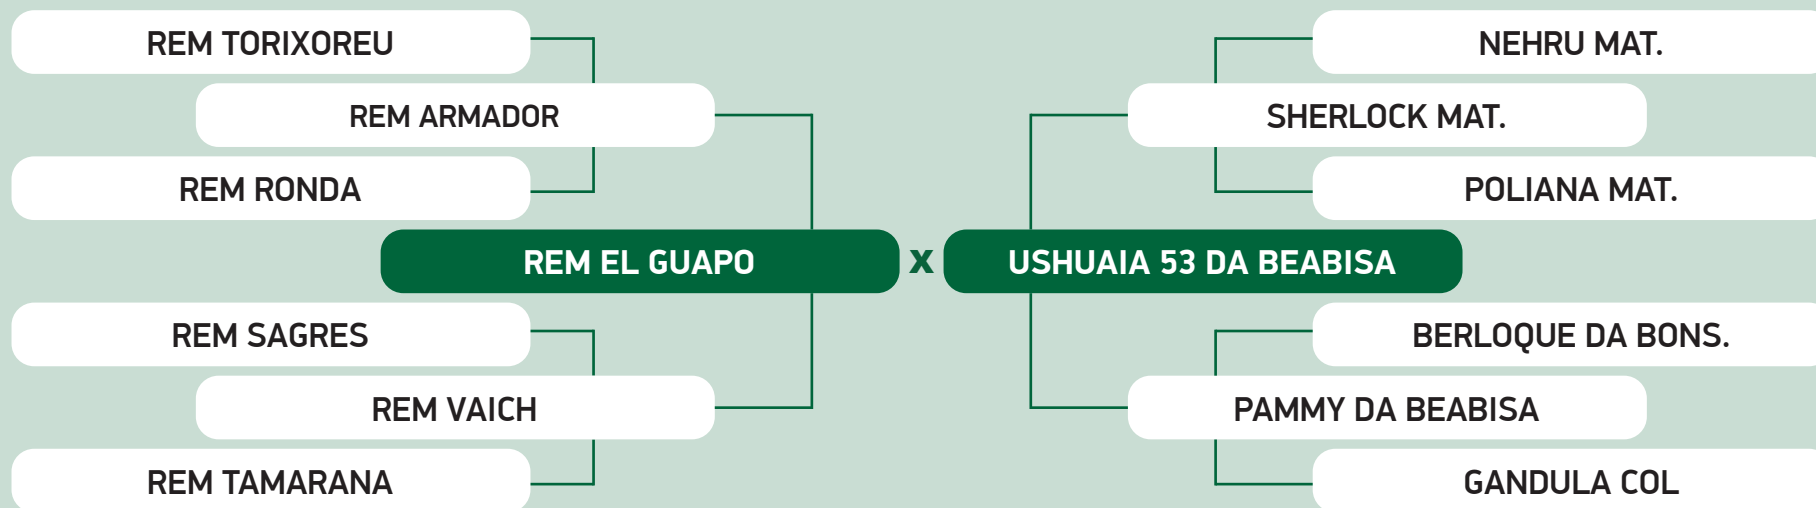 REM TORIXOREU
NEHRU MAT.
REM ARMADOR
SHERLOCK MAT.
REM RONDA
POLIANA MAT.
REM EL GUAPO x USHUAIA 53 DA BEABISA
REM SAGRES
BERLOQUE DA BONS.
REM VAICH
PAMMY DA BEABISA
REM TAMARANA
GANDULA COL